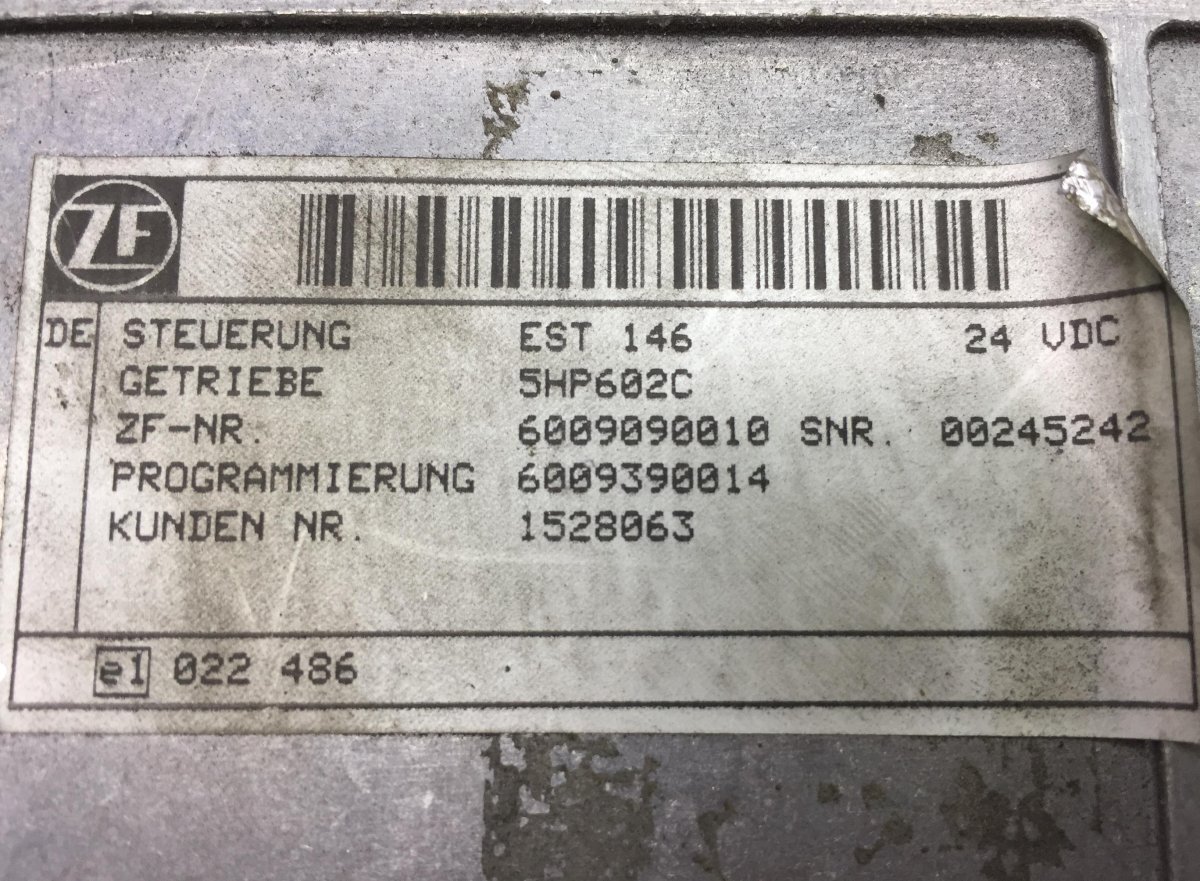 ZF
DE STEUERUNG EST 146 24 VDC
GETRIEBE 5HP602C
ZF-NR. 6009090010 SNR. 00245242
PROGRAMMIERUNG 6009390014
KUNDEN NR. 1528063
e1 022 486